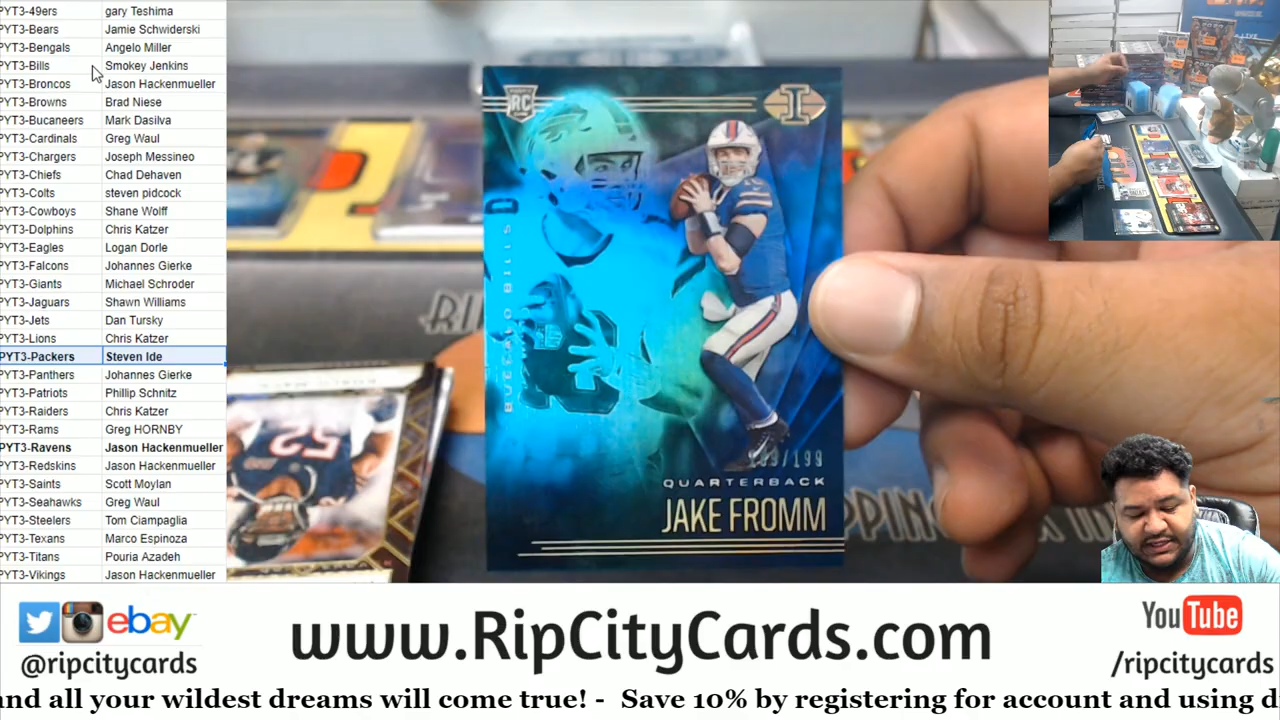 PYT3-49ers gary Teshima
PYT3-Bears Jamie Schwiderski
PYT3-Bengals Angelo Miller
PYT3-Bills Smokey Jenkins
PYT3-Broncos Jason Hackenmueller
PYT3-Browns Brad Niese
PYT3-Bucaneers Mark Dasilva
PYT3-Cardinals Greg Waul
PYT3-Chargers Joseph Messineo
PYT3-Chiefs Chad Dehaven
PYT3-Colts steven pidcock
PYT3-Cowboys Shane Wolff
PYT3-Dolphins Chris Katzer
PYT3-Eagles Logan Dorle
PYT3-Falcons Johannes Gierke
PYT3-Giants Michael Schroder
PYT3-Jaguars Shawn Williams
PYT3-Jets Dan Tursky
PYT3-Lions Chris Katzer
PYT3-Packers Steven Ide
PYT3-Panthers Johannes Gierke
PYT3-Patriots Phillip Schnitz
PYT3-Raiders Chris Katzer
PYT3-Rams Greg HORNBY
PYT3-Ravens Jason Hackenmueller
PYT3-Redskins Jason Hackenmueller
PYT3-Saints Scott Moylan
PYT3-Seahawks Greg Waul
PYT3-Steelers Tom Ciampaglia
PYT3-Texans Marco Espinoza
PYT3-Titans Pouria Azadeh
PYT3-Vikings Jason Hackenmueller
RC
I
BUFFALO BILLS
/199
QUARTERBACK
JAKE FROMM
52
ebay
@ripcitycards
www.RipCityCards.com
YouTube
/ripcitycards
and all your wildest dreams will come true! - Save 10% by registering for account and using